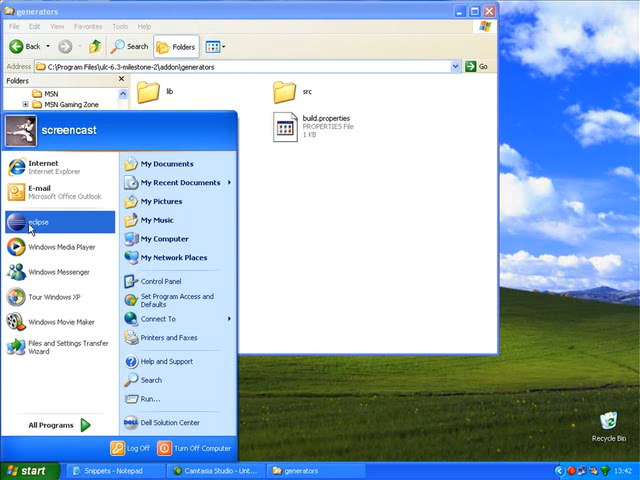 generators
File Edit View Favorites Tools Help
Back Search Folders
Address C:\Program Files\ulc-6.3-milestone-2\addon\generators Go
Folders
MSN
MSN Gaming Zone
lib
src
build.properties
PROPERTIES File
1 KB
screencast
Internet
Internet Explorer
E-mail
Microsoft Office Outlook
eclipse
Windows Media Player
Windows Messenger
Tour Windows XP
Windows Movie Maker
Files and Settings Transfer
Wizard
All Programs
My Documents
My Recent Documents
My Pictures
My Music
My Computer
My Network Places
Control Panel
Set Program Access and
Defaults
Connect To
Printers and Faxes
Help and Support
Search
Run...
Dell Solution Center
Log Off Turn Off Computer
Recycle Bin
start Snippets - Notepad Camtasia Studio - Unt... generators 13:42